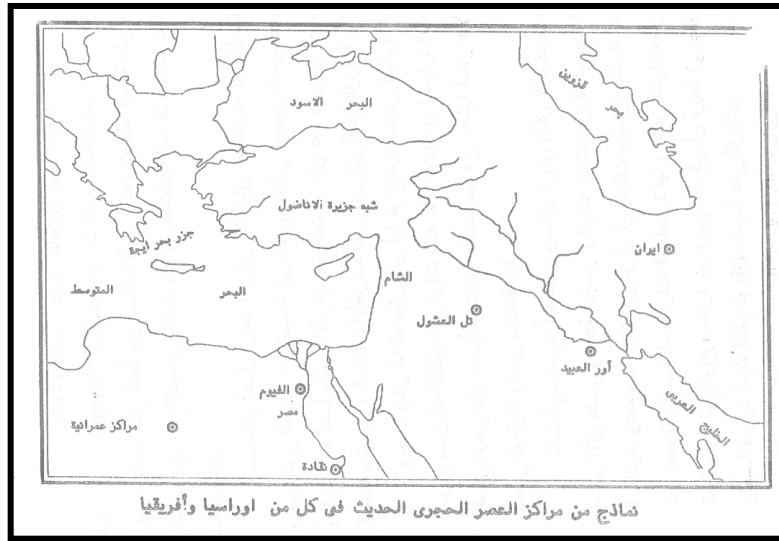 البحر الاسود
بحر قزوين
شبه جزيرة الاناضول
جزر بحر ايجة
ايران
الشام
المتوسط
البحر
تل العشول
أور العبيد
الفيوم
مصر
الخليج العربى
مراكز عمرانية
نقادة
نماذج من مراكز العصر الحجرى الحديث فى كل من اوراسيا وأفريقيا